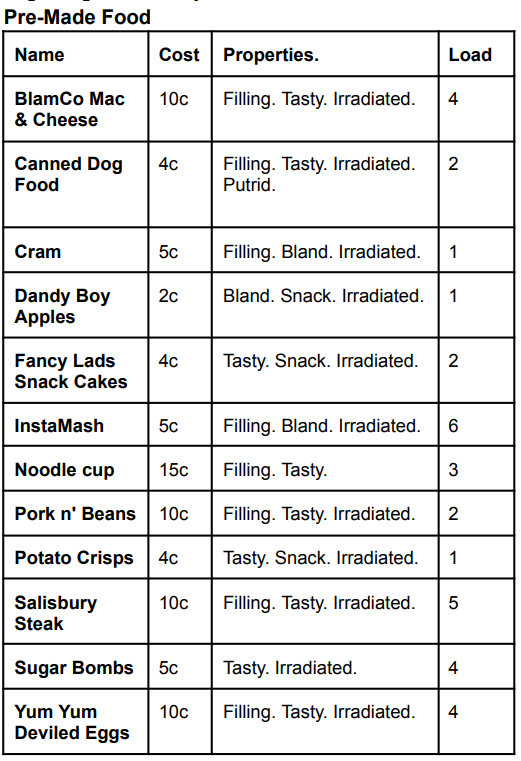 Pre-Made Food
Name Cost Properties. Load
BlamCo Mac 10c Filling. Tasty. Irradiated. 4
& Cheese
Canned Dog 4c Filling. Tasty. Irradiated. 2
Food Putrid.
Cram 5c Filling. Bland. Irradiated. 1
Dandy Boy 2c Bland. Snack. Irradiated. 1
Apples
Fancy Lads 4c Tasty. Snack. Irradiated. 2
Snack Cakes
InstaMash 5c Filling. Bland. Irradiated. 6
Noodle cup 15c Filling. Tasty. 3
Pork n' Beans 10c Filling. Tasty. Irradiated. 2
Potato Crisps 4c Tasty. Snack. Irradiated. 1
Salisbury 10c Filling. Tasty. Irradiated. 5
Steak
Sugar Bombs 5c Tasty. Irradiated. 4
Yum Yum 10c Filling. Tasty. Irradiated. 4
Deviled Eggs